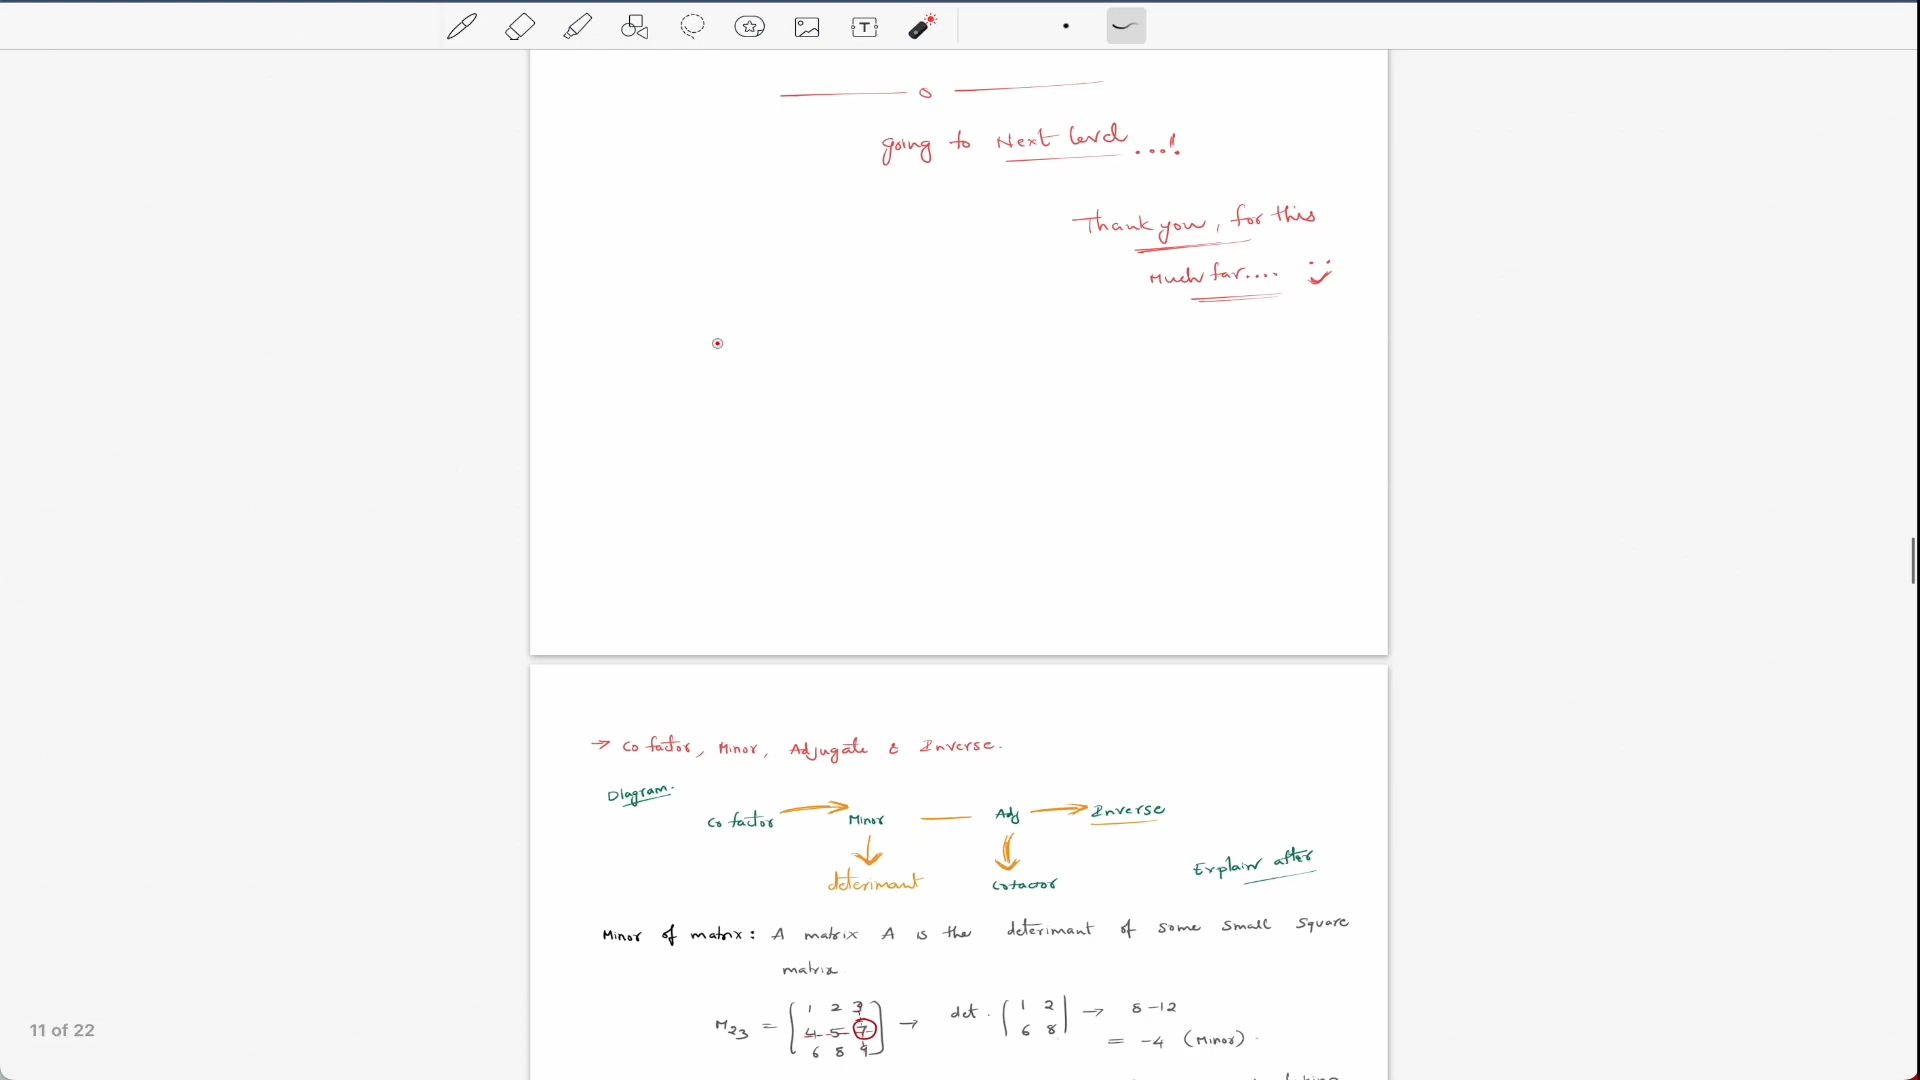 going to Next level ...!
Thank you, for this
Much far....
→ Co factor, Minor, Adjugate & Inverse.
Diagram.
Co factor → Minor — Adj → Inverse
determinant Cofactor
Explain after
Minor of matrix: A matrix A is the deterimant of some small square
matrix
M23 = [1 2 3 → det. [1 2 → 8-12
4 5 7 6 8] = -4 (Minor).
6 8 9]
11 of 22